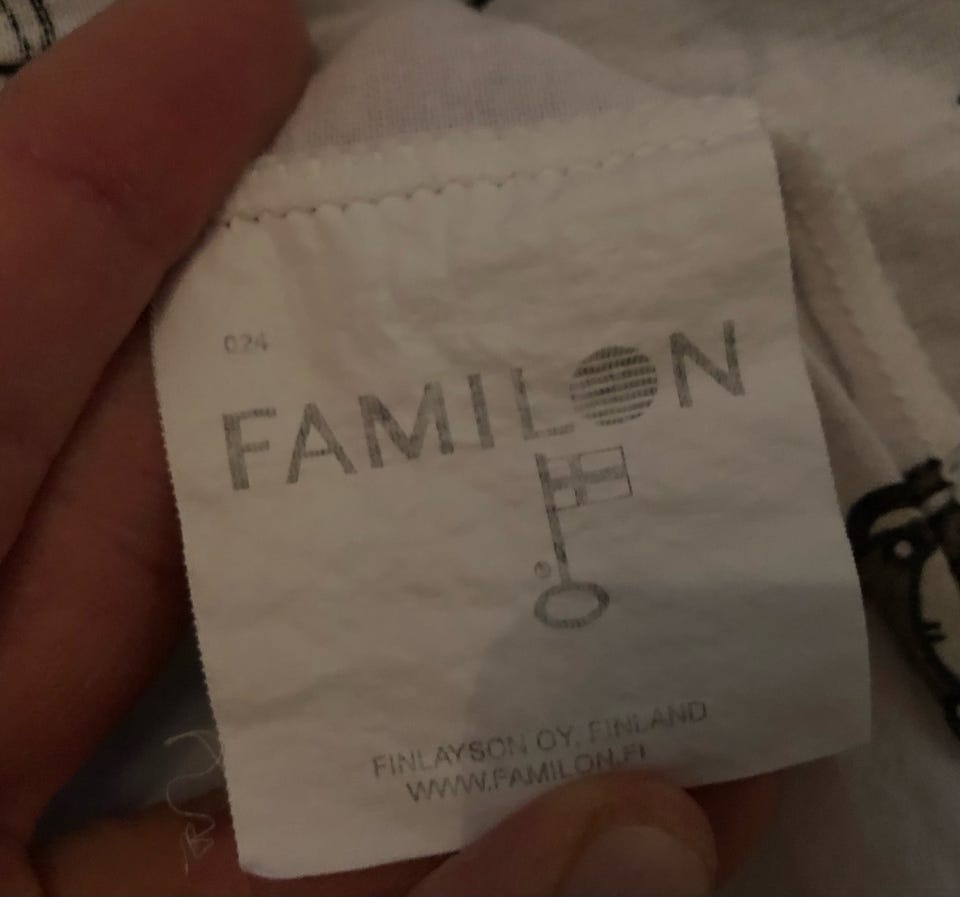 024
FAMILON
®
FINLAYSON OY, FINLAND
WWW.FAMILON.FI